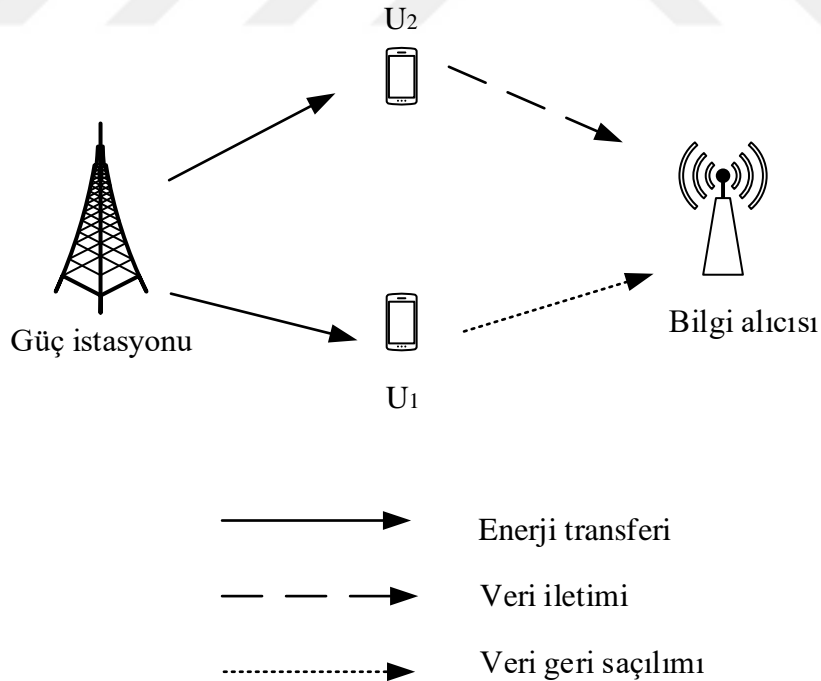 U2
Güç istasyonu
Bilgi alıcısı
U1
Enerji transferi
Veri iletimi
Veri geri saçılımı